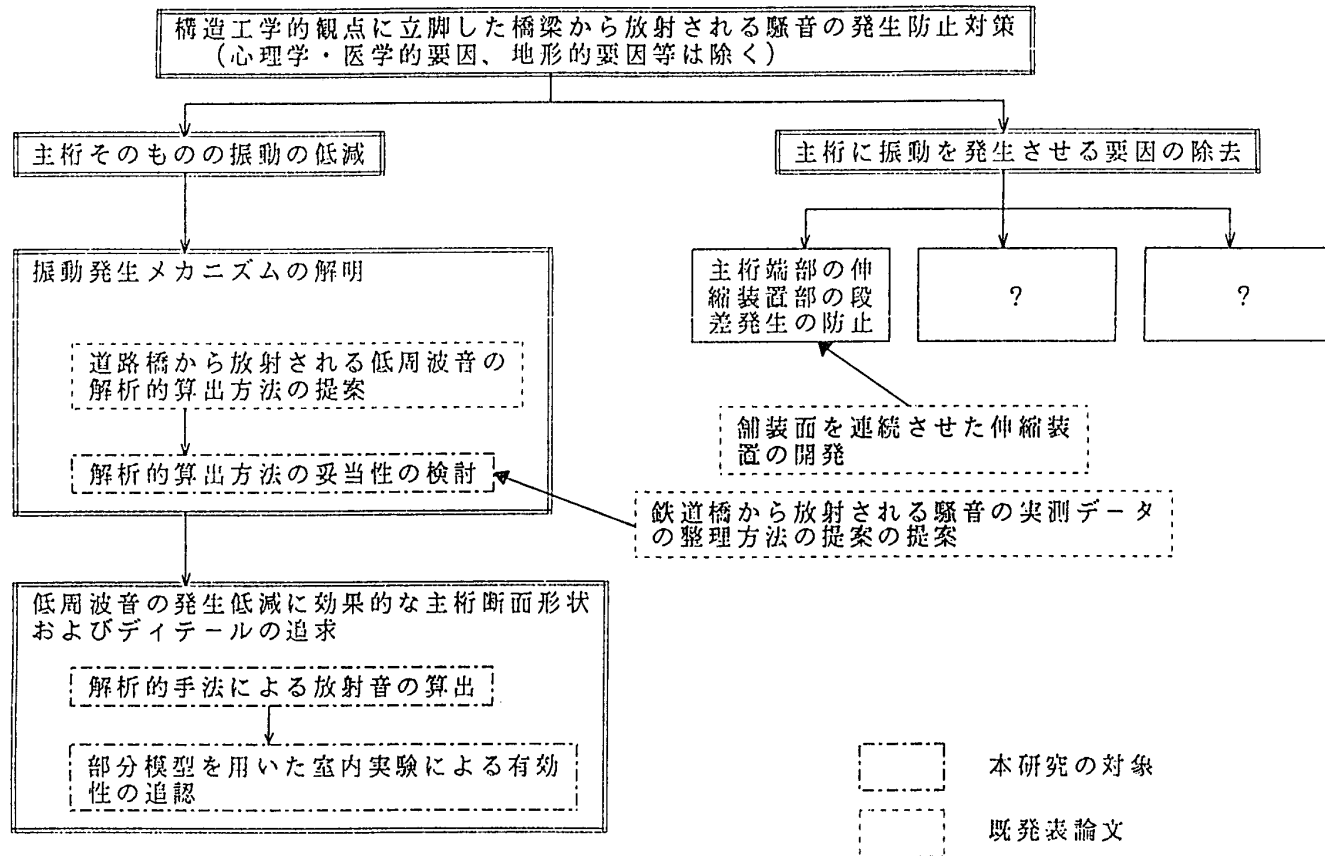 構造工学的観点に立脚した橋梁から放射される騒音の発生防止対策
（心理学・医学的要因、地形的要因等は除く）
主桁そのものの振動の低減
主桁に振動を発生させる要因の除去
振動発生メカニズムの解明
道路橋から放射される低周波音の
解析的算出方法の提案
解析的算出方法の妥当性の検討
主桁端部の伸
縮装置部の段
差発生の防止
?
?
舗装面を連続させた伸縮装
置の開発
鉄道橋から放射される騒音の実測データ
の整理方法の提案の提案
低周波音の発生低減に効果的な主桁断面形状
およびディテールの追求
解析的手法による放射音の算出
部分模型を用いた室内実験による有効
性の追認
本研究の対象
既発表論文